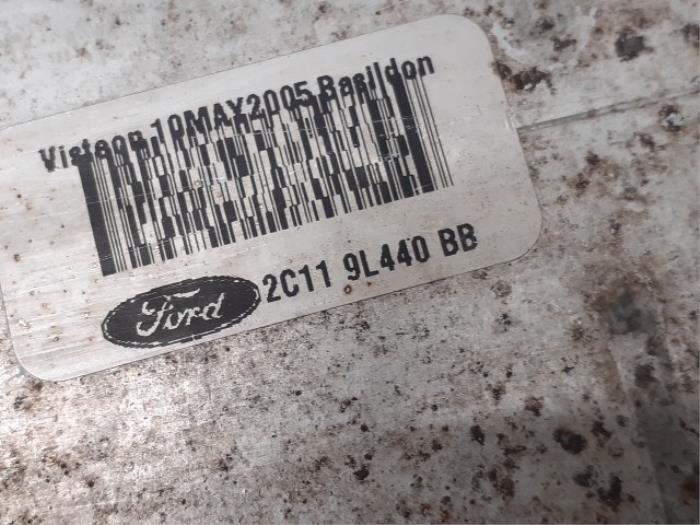 Visteon 10MAY2005 Basildon
Ford 2C11 9L440 BB